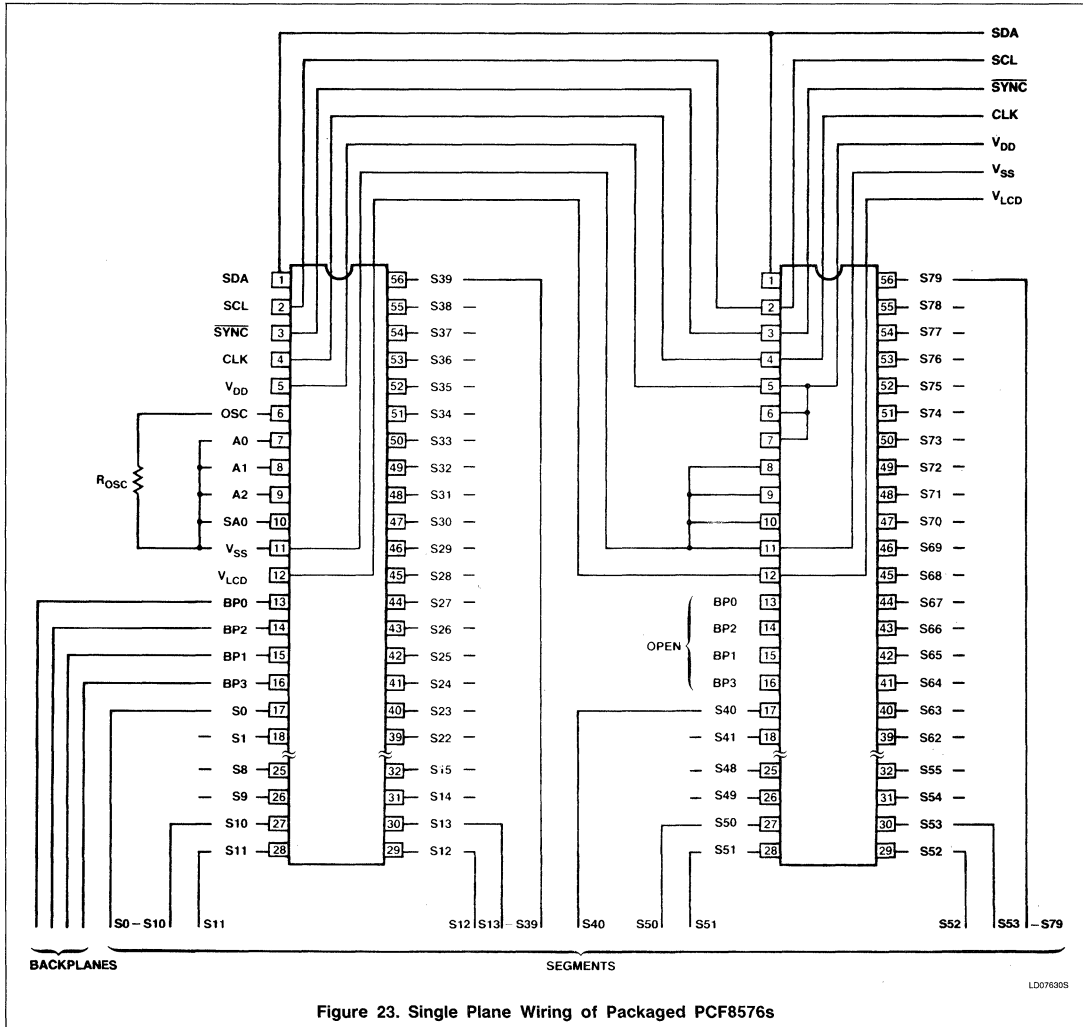 SDA
SCL
SYNC
CLK
VDD
VSS
VLCD
SDA 1 56 S39 1 56 S79
SCL 2 55 S38 2 55 S78
SYNC 3 54 S37 3 54 S77
CLK 4 53 S36 4 53 S76
VDD 5 52 S35 5 52 S75
OSC 6 51 S34 6 51 S74
A0 7 50 S33 7 50 S73
ROSC A1 8 49 S32 8 49 S72
A2 9 48 S31 9 48 S71
SA0 10 47 S30 10 47 S70
VSS 11 46 S29 11 46 S69
VLCD 12 45 S28 12 45 S68
BP0 13 44 S27 BP0 13 44 S67
BP2 14 43 S26 BP2 14 43 S66
OPEN
BP1 15 42 S25 BP1 15 42 S65
BP3 16 41 S24 BP3 16 41 S64
S0 17 40 S23 S40 17 40 S63
S1 18 39 S22 S41 18 39 S62
S8 25 32 S15 S48 25 32 S55
S9 26 31 S14 S49 26 31 S54
S10 27 30 S13 S50 27 30 S53
S11 28 29 S12 S51 28 29 S52
S0–S10 S11 S12 S13–S39 S40 S50 S51 S52 S53–S79
BACKPLANES SEGMENTS
LD07630S
Figure 23. Single Plane Wiring of Packaged PCF8576s